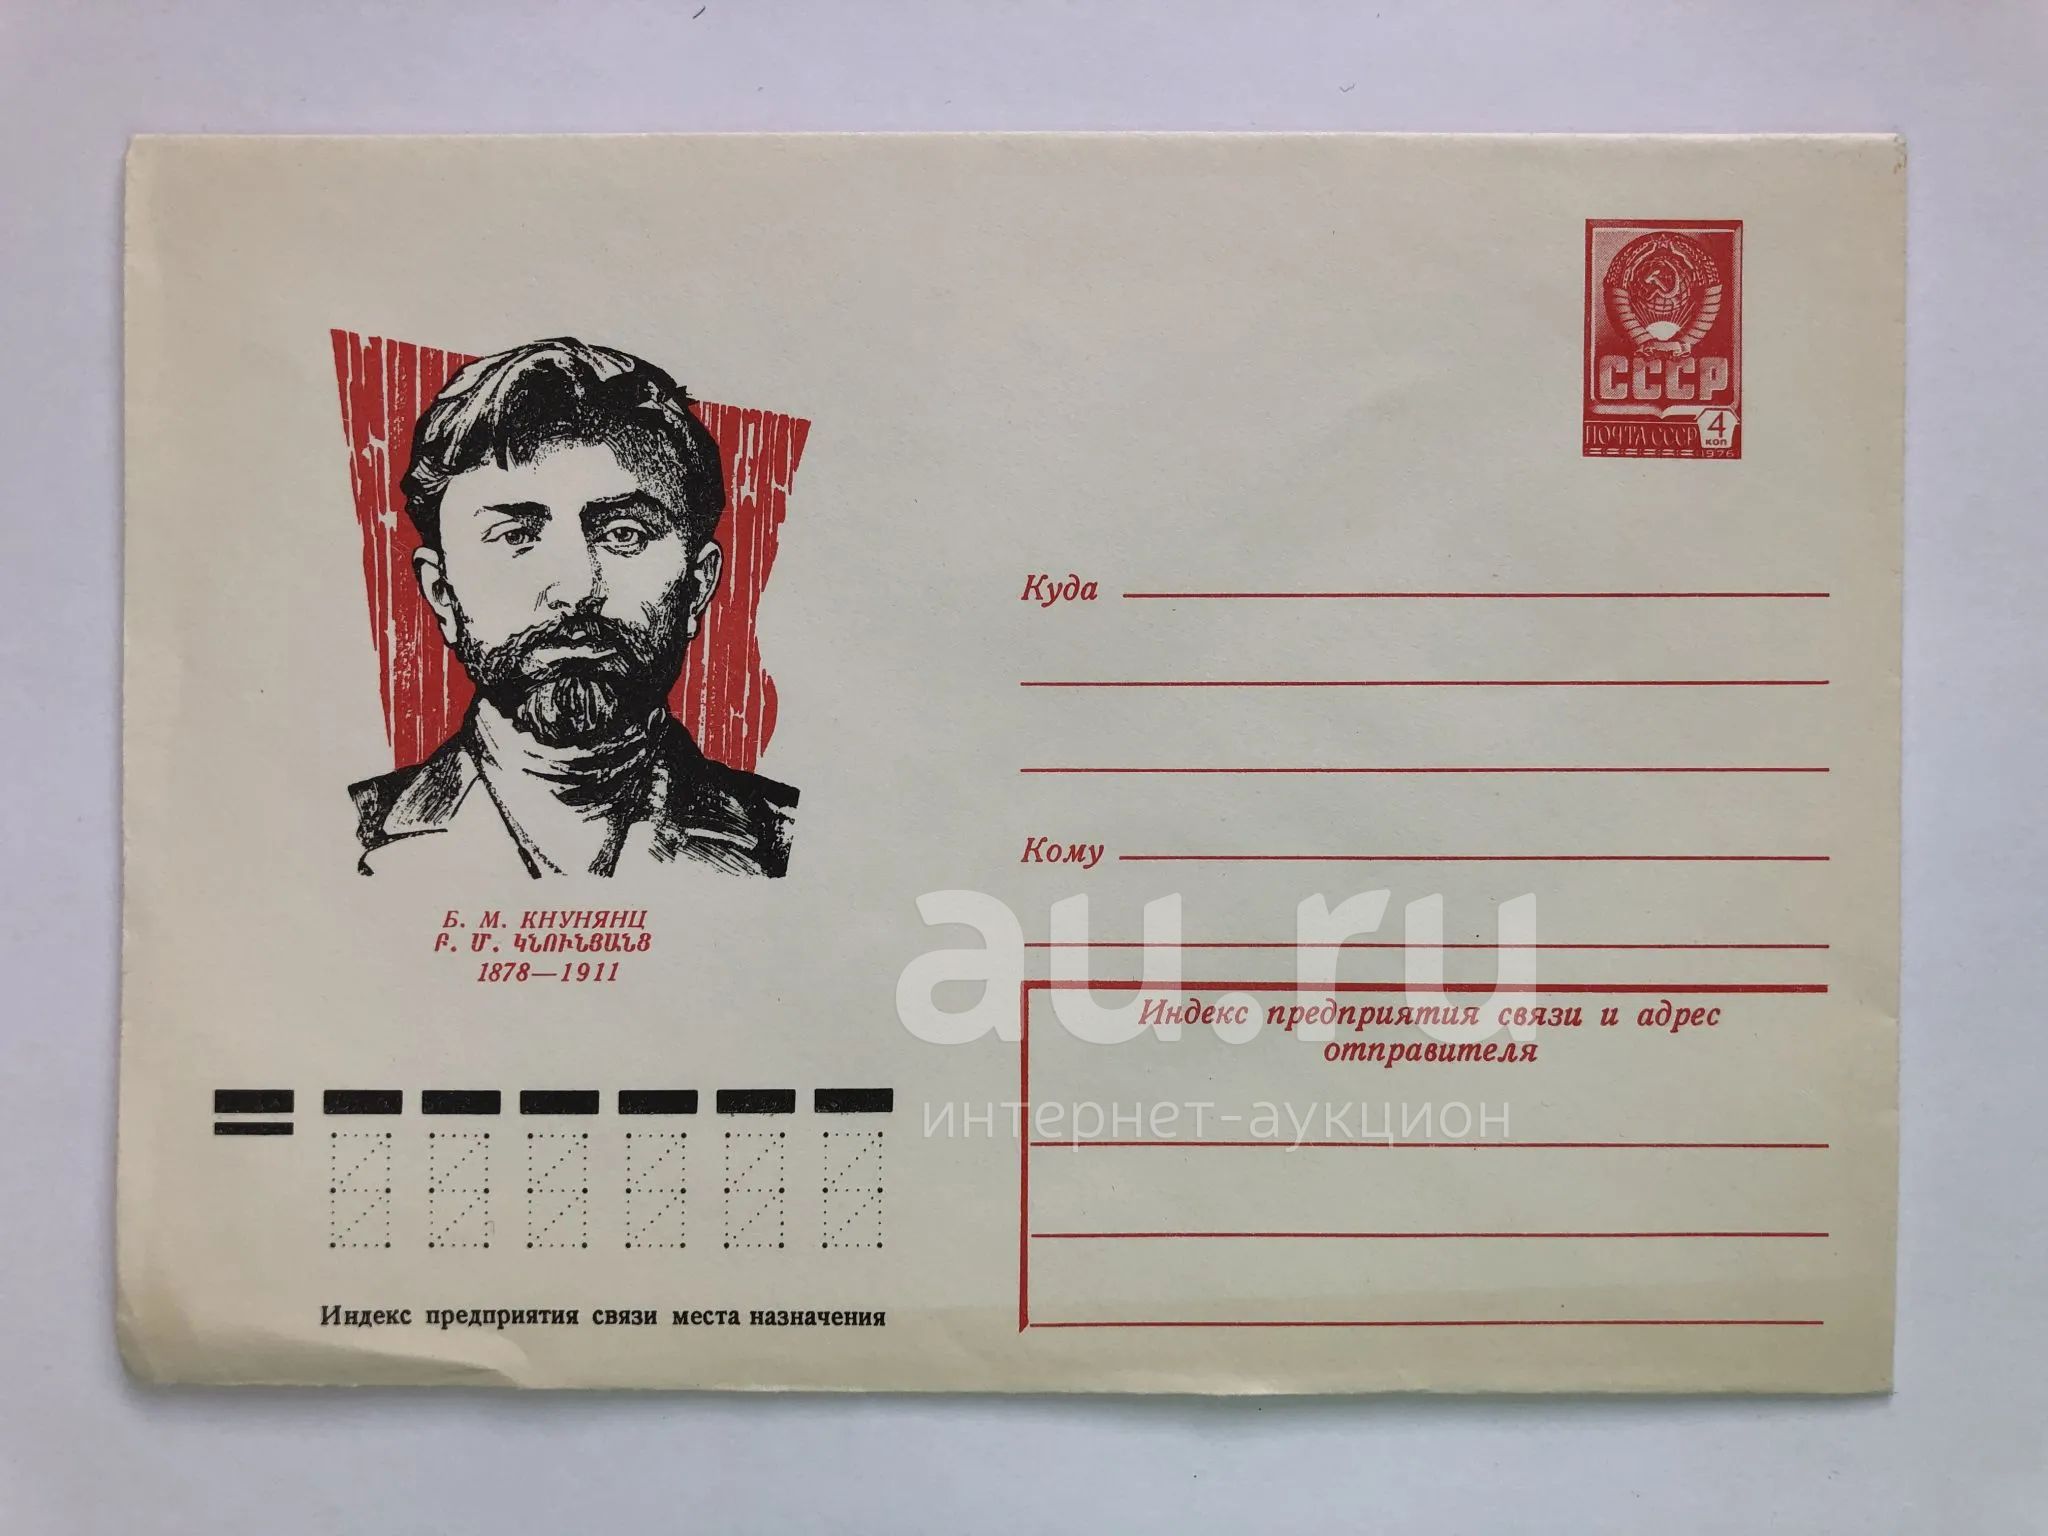 СССР
ПОЧТА СССР 4 коп
1976
Куда
Кому
Б. М. КНУНЯНЦ
Բ. Մ. ԿՆՈՒՆՅԱՆՑ
1878—1911
Индекс предприятия связи и адрес
отправителя
Индекс предприятия связи места назначения
au.ru
интернет-аукцион